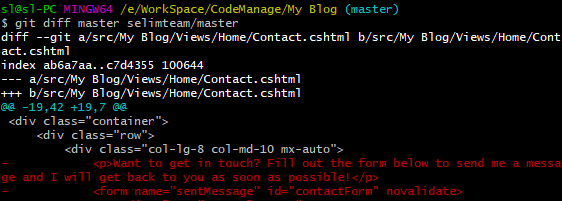 sl@sl-PC MINGW64 /e/WorkSpace/CodeManage/My Blog (master)
$ git diff master selimteam/master
diff --git a/src/My Blog/Views/Home/Contact.cshtml b/src/My Blog/Views/Home/Cont
act.cshtml
index ab6a7aa..c7d4355 100644
--- a/src/My Blog/Views/Home/Contact.cshtml
+++ b/src/My Blog/Views/Home/Contact.cshtml
@@ -19,42 +19,7 @@
 <div class="container">
     <div class="row">
         <div class="col-lg-8 col-md-10 mx-auto">
-            <p>Want to get in touch? Fill out the form below to send me a messa
ge and I will get back to you as soon as possible!</p>
-            <form name="sentMessage" id="contactForm" novalidate>